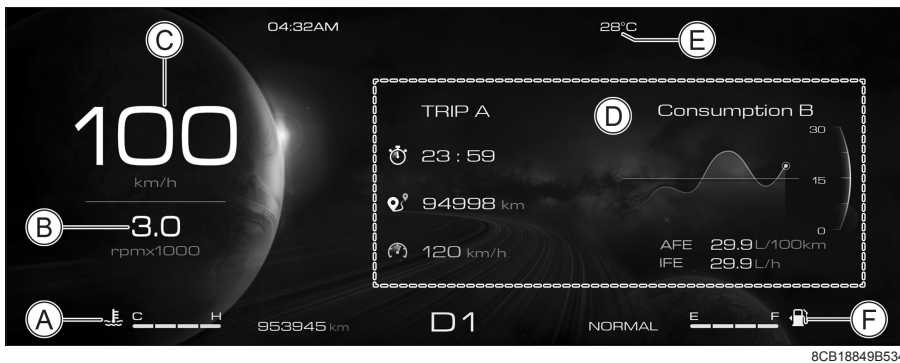 04:32AM
28°C
C
E
100
km/h
TRIP A
D
Consumption B
30
23 : 59
15
94998 km
B
3.0
rpmx1000
0
120 km/h
AFE 29.9 L/100km
IFE 29.9 L/h
A
C H
953945 km
D1
NORMAL
E F
F
8CB18849B534